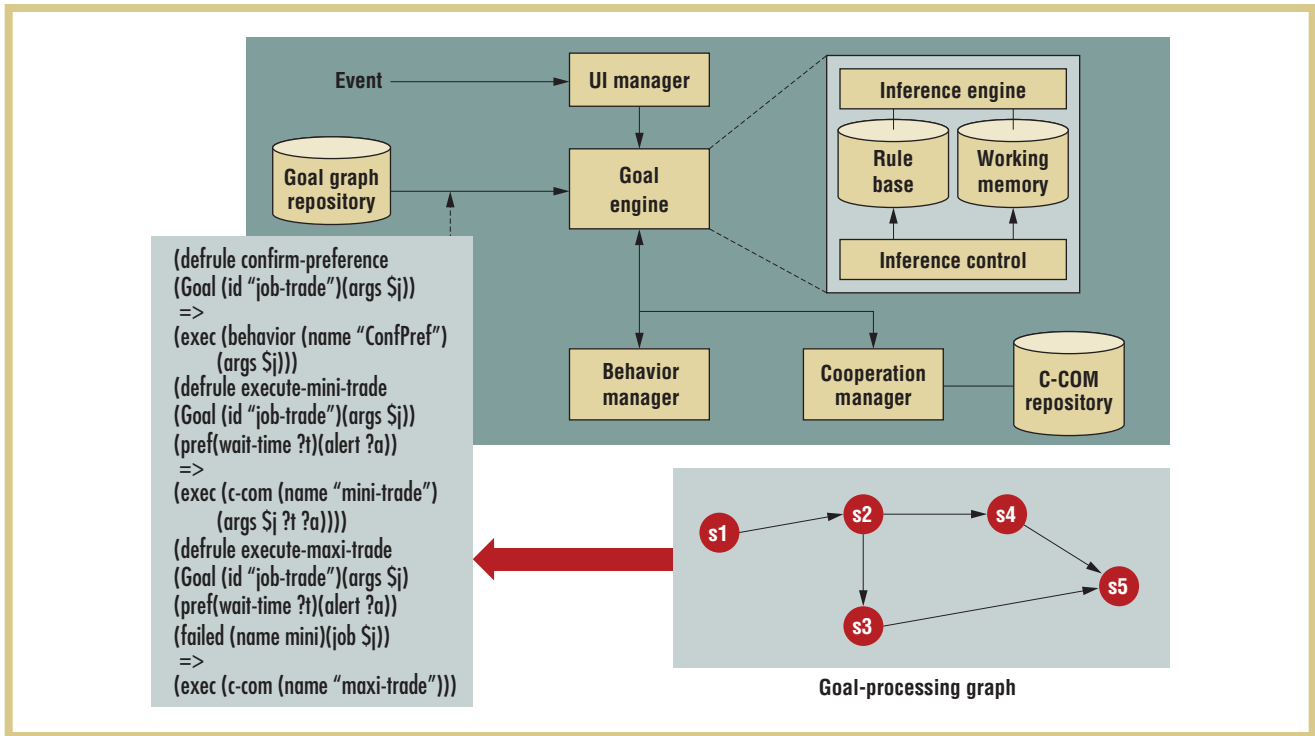 Event
UI manager
Goal graph
repository
Goal
engine
Inference engine
Rule
base
Working
memory
Inference control
Behavior
manager
Cooperation
manager
C-COM
repository
(defrule confirm-preference
(Goal (id “job-trade”)(args $j))
=>
(exec (behavior (name “ConfPref”)
(args $j)))
(defrule execute-mini-trade
(Goal (id “job-trade”)(args $j))
(pref(wait-time ?t)(alert ?a))
=>
(exec (c-com (name “mini-trade”)
(args $j ?t ?a))))
(defrule execute-maxi-trade
(Goal (id “job-trade”)(args $j)
(pref(wait-time ?t)(alert ?a))
(failed (name mini)(job $j))
=>
(exec (c-com (name “maxi-trade”)))
s1
s2
s4
s5
s3
Goal-processing graph